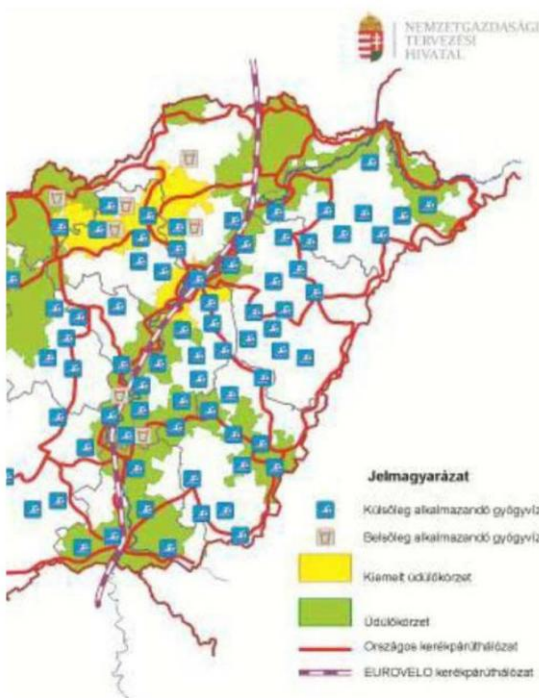 NEMZETGAZDASÁGI
TERVEZÉSI
HIVATAL
Jelmagyarázat
Külsőleg alkalmazandó gyógyvíz
Belsőleg alkalmazandó gyógyvíz
Kiemelt üdülőkörzet
Üdülőkörzet
Országos kerékpárúthálózat
EUROVELO kerékpárúthálózat